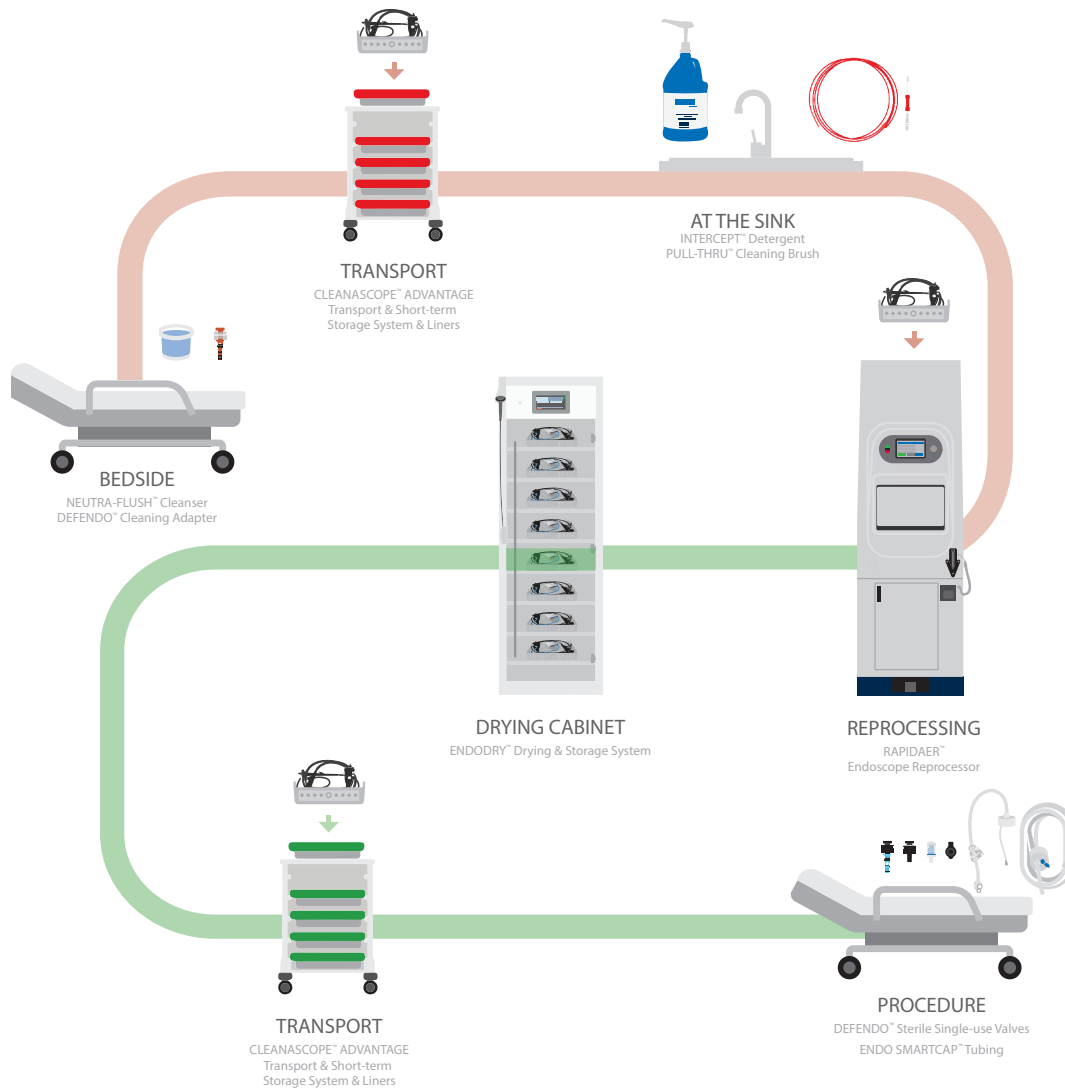 AT THE SINK
INTERCEPT™ Detergent
PULL-THRU™ Cleaning Brush
TRANSPORT
CLEANASCOPE™ ADVANTAGE
Transport & Short-term
Storage System & Liners
BEDSIDE
NEUTRA-FLUSH™ Cleanser
DEFENDO™ Cleaning Adapter
DRYING CABINET
ENDODRY™ Drying & Storage System
REPROCESSING
RAPIDAER™
Endoscope Reprocessor
TRANSPORT
CLEANASCOPE™ ADVANTAGE
Transport & Short-term
Storage System & Liners
PROCEDURE
DEFENDO™ Sterile Single-use Valves
ENDO SMARTCAP™ Tubing